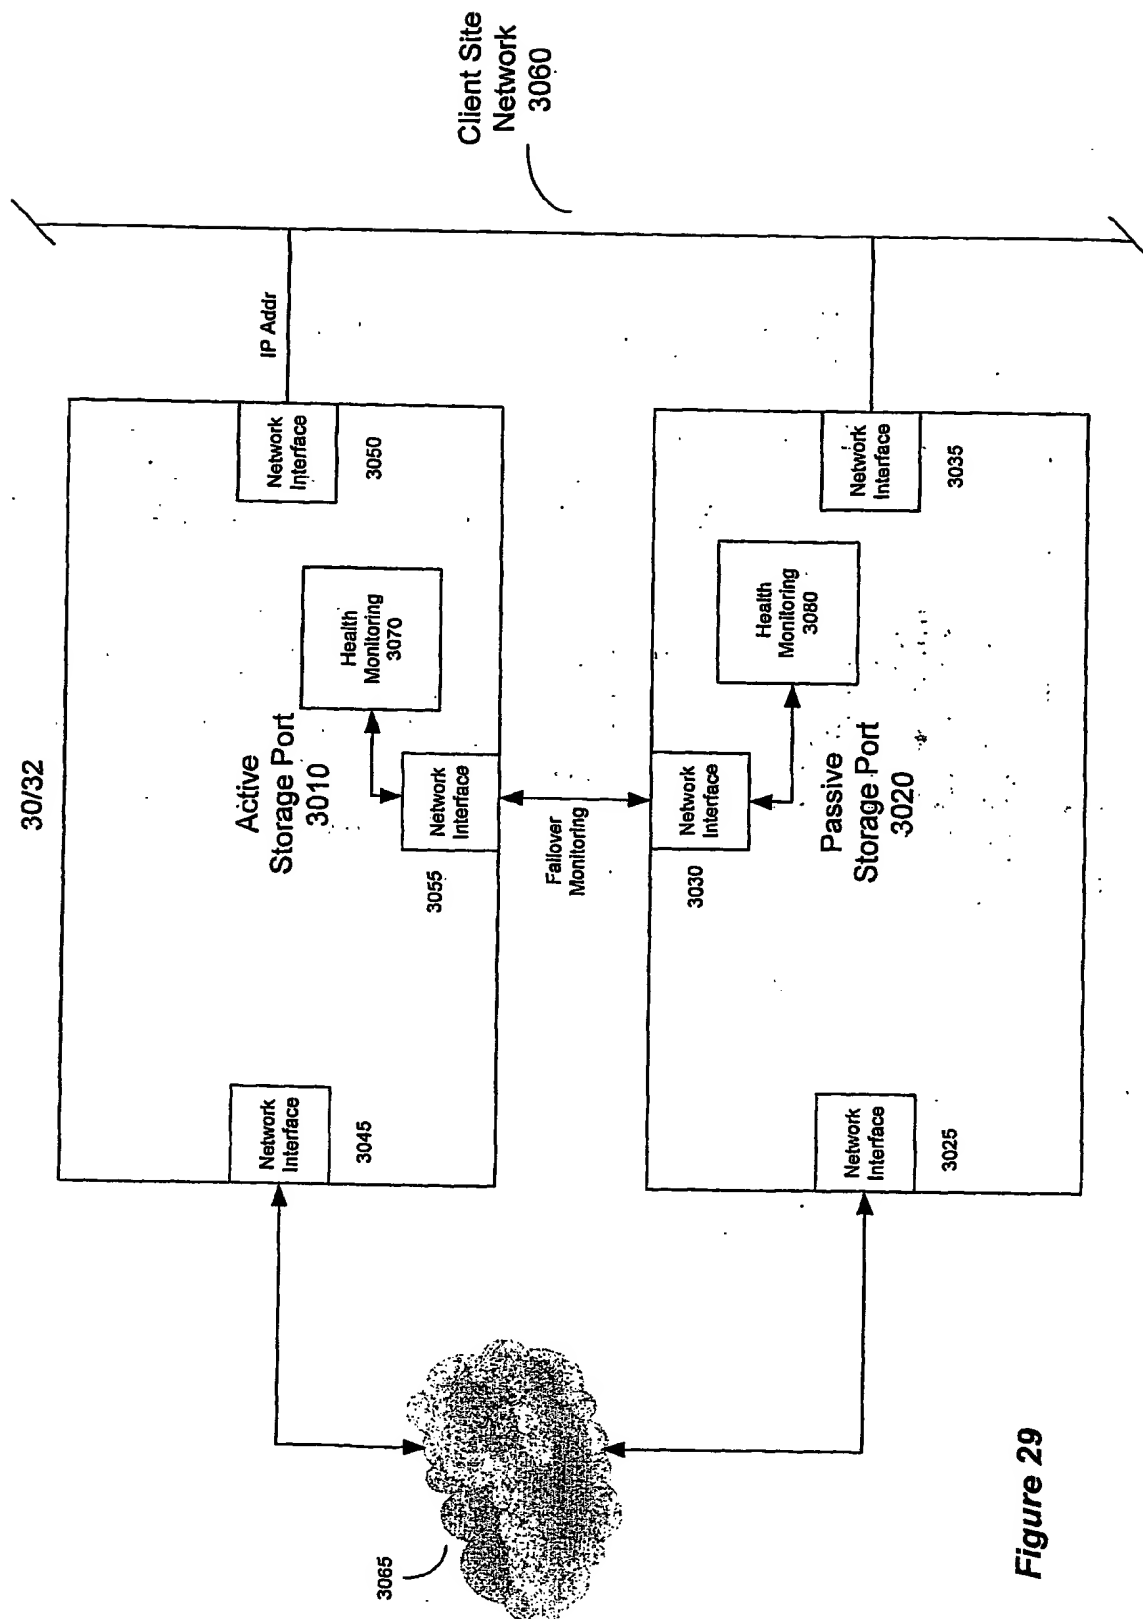 30/32
Client Site
Network
3060
IP Addr
Active
Storage Port
3010
Network
Interface
3045
Network
Interface
3055
Health
Monitoring
3070
Network
Interface
3050
Failover
Monitoring
3065
Passive
Storage Port
3020
Network
Interface
3025
Network
Interface
3030
Health
Monitoring
3080
Network
Interface
3035
Figure 29